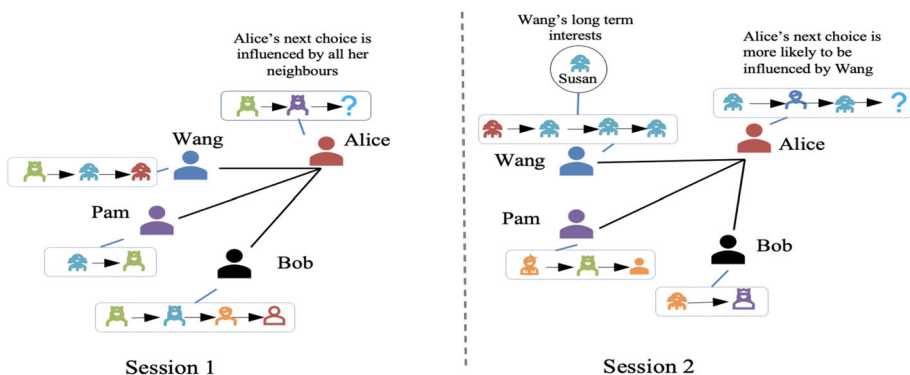 Alice's next choice is
influenced by all her
neighbours
?
Wang
Alice
Pam
Bob
Session 1
Wang's long term
interests
Susan
Alice's next choice is
more likely to be
influenced by Wang
?
Wang
Alice
Pam
Bob
Session 2